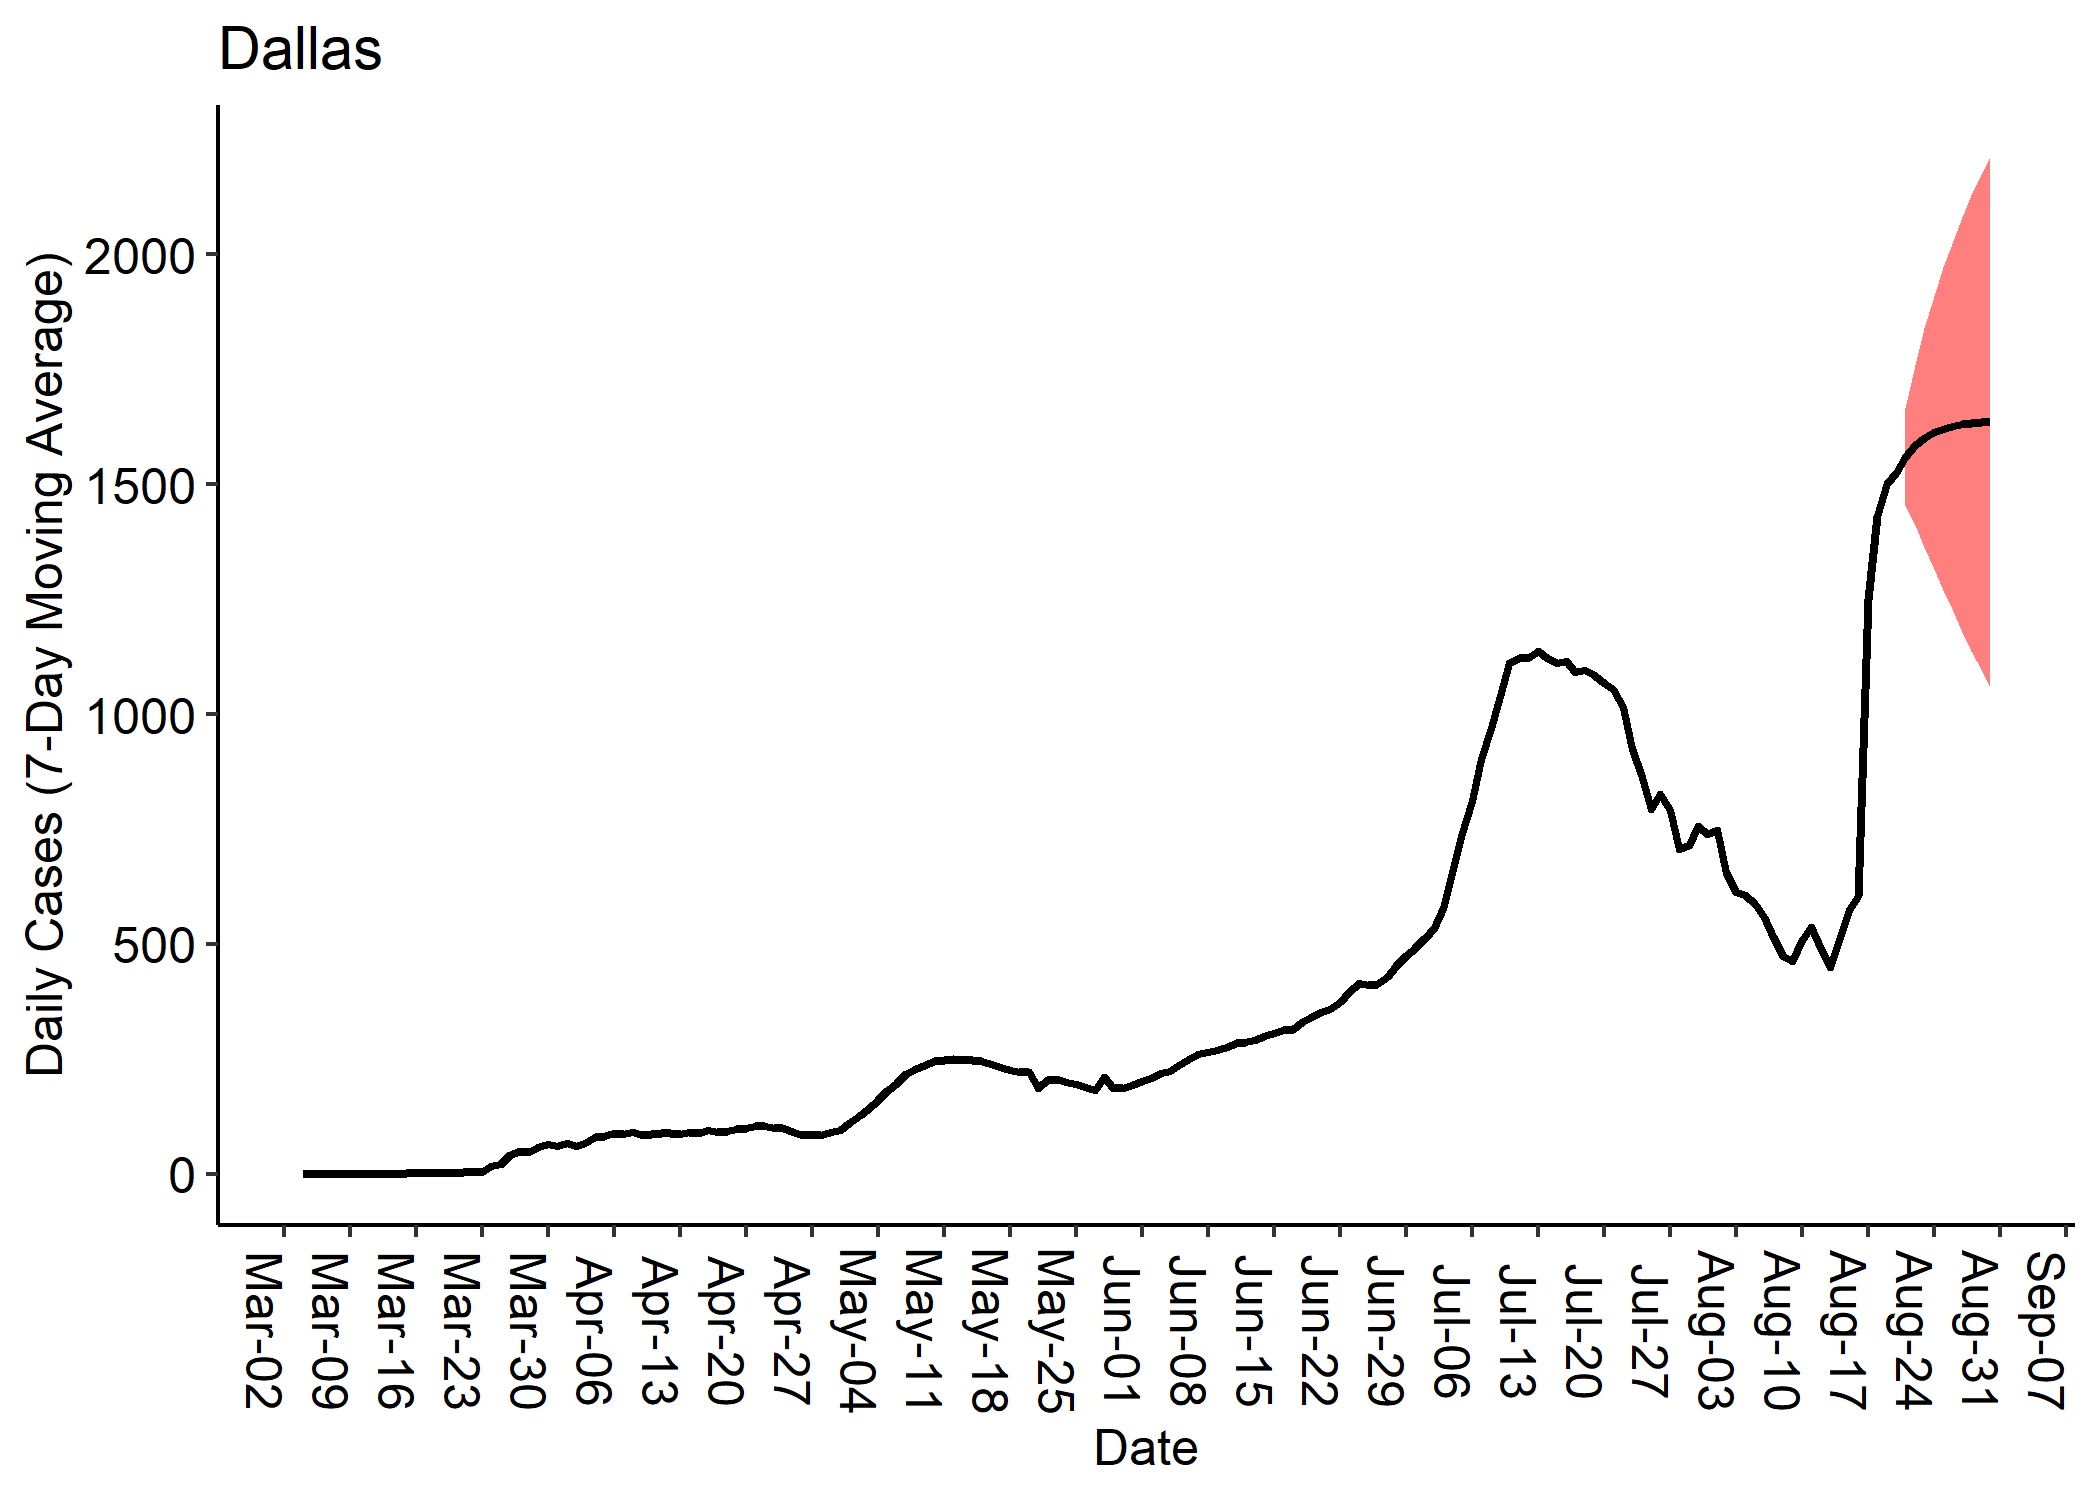 Dallas
Daily Cases (7-Day Moving Average)
2000
1500
1000
500
0
Mar-02
Mar-09
Mar-16
Mar-23
Mar-30
Apr-06
Apr-13
Apr-20
Apr-27
May-04
May-11
May-18
May-25
Jun-01
Jun-08
Jun-15
Jun-22
Jun-29
Jul-06
Jul-13
Jul-20
Jul-27
Aug-03
Aug-10
Aug-17
Aug-24
Aug-31
Sep-07
Date